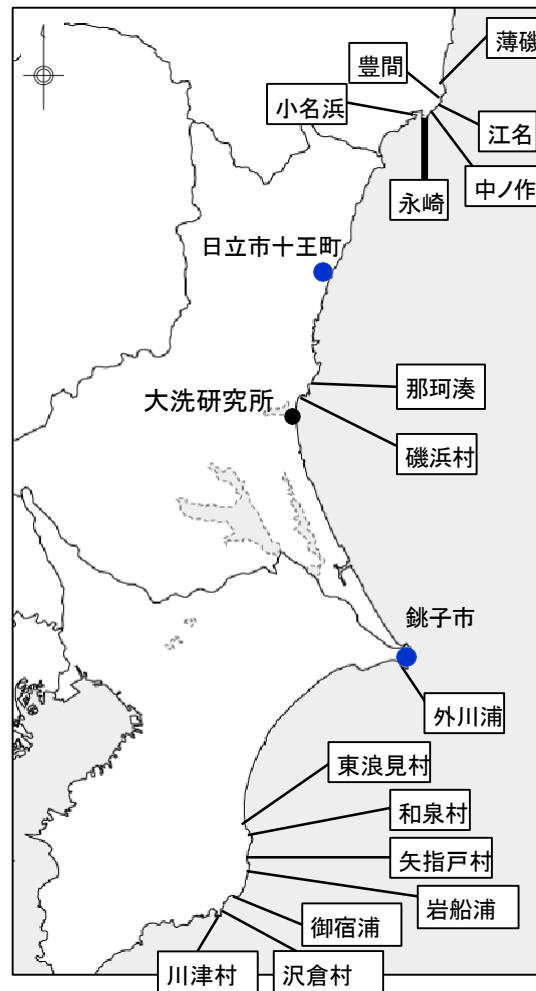 薄磯
豊間
小名浜
江名
中ノ作
永崎
日立市十王町
那珂湊
大洗研究所
磯浜村
銚子市
外川浦
東浪見村
和泉村
矢指戸村
岩船浦
御宿浦
川津村
沢倉村